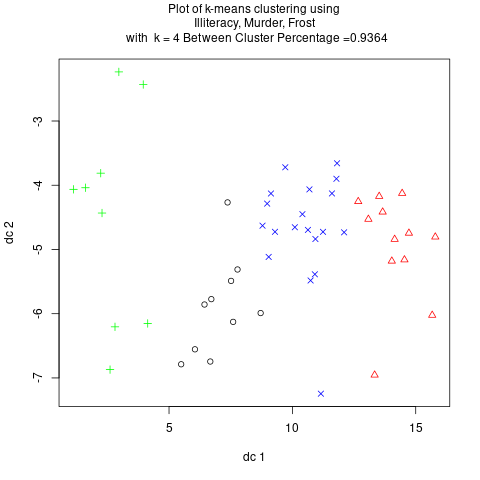 Plot of k-means clustering using
Illiteracy, Murder, Frost
with k = 4 Between Cluster Percentage =0.9364
-3
-4
-5
-6
-7
dc 2
5 10 15
dc 1